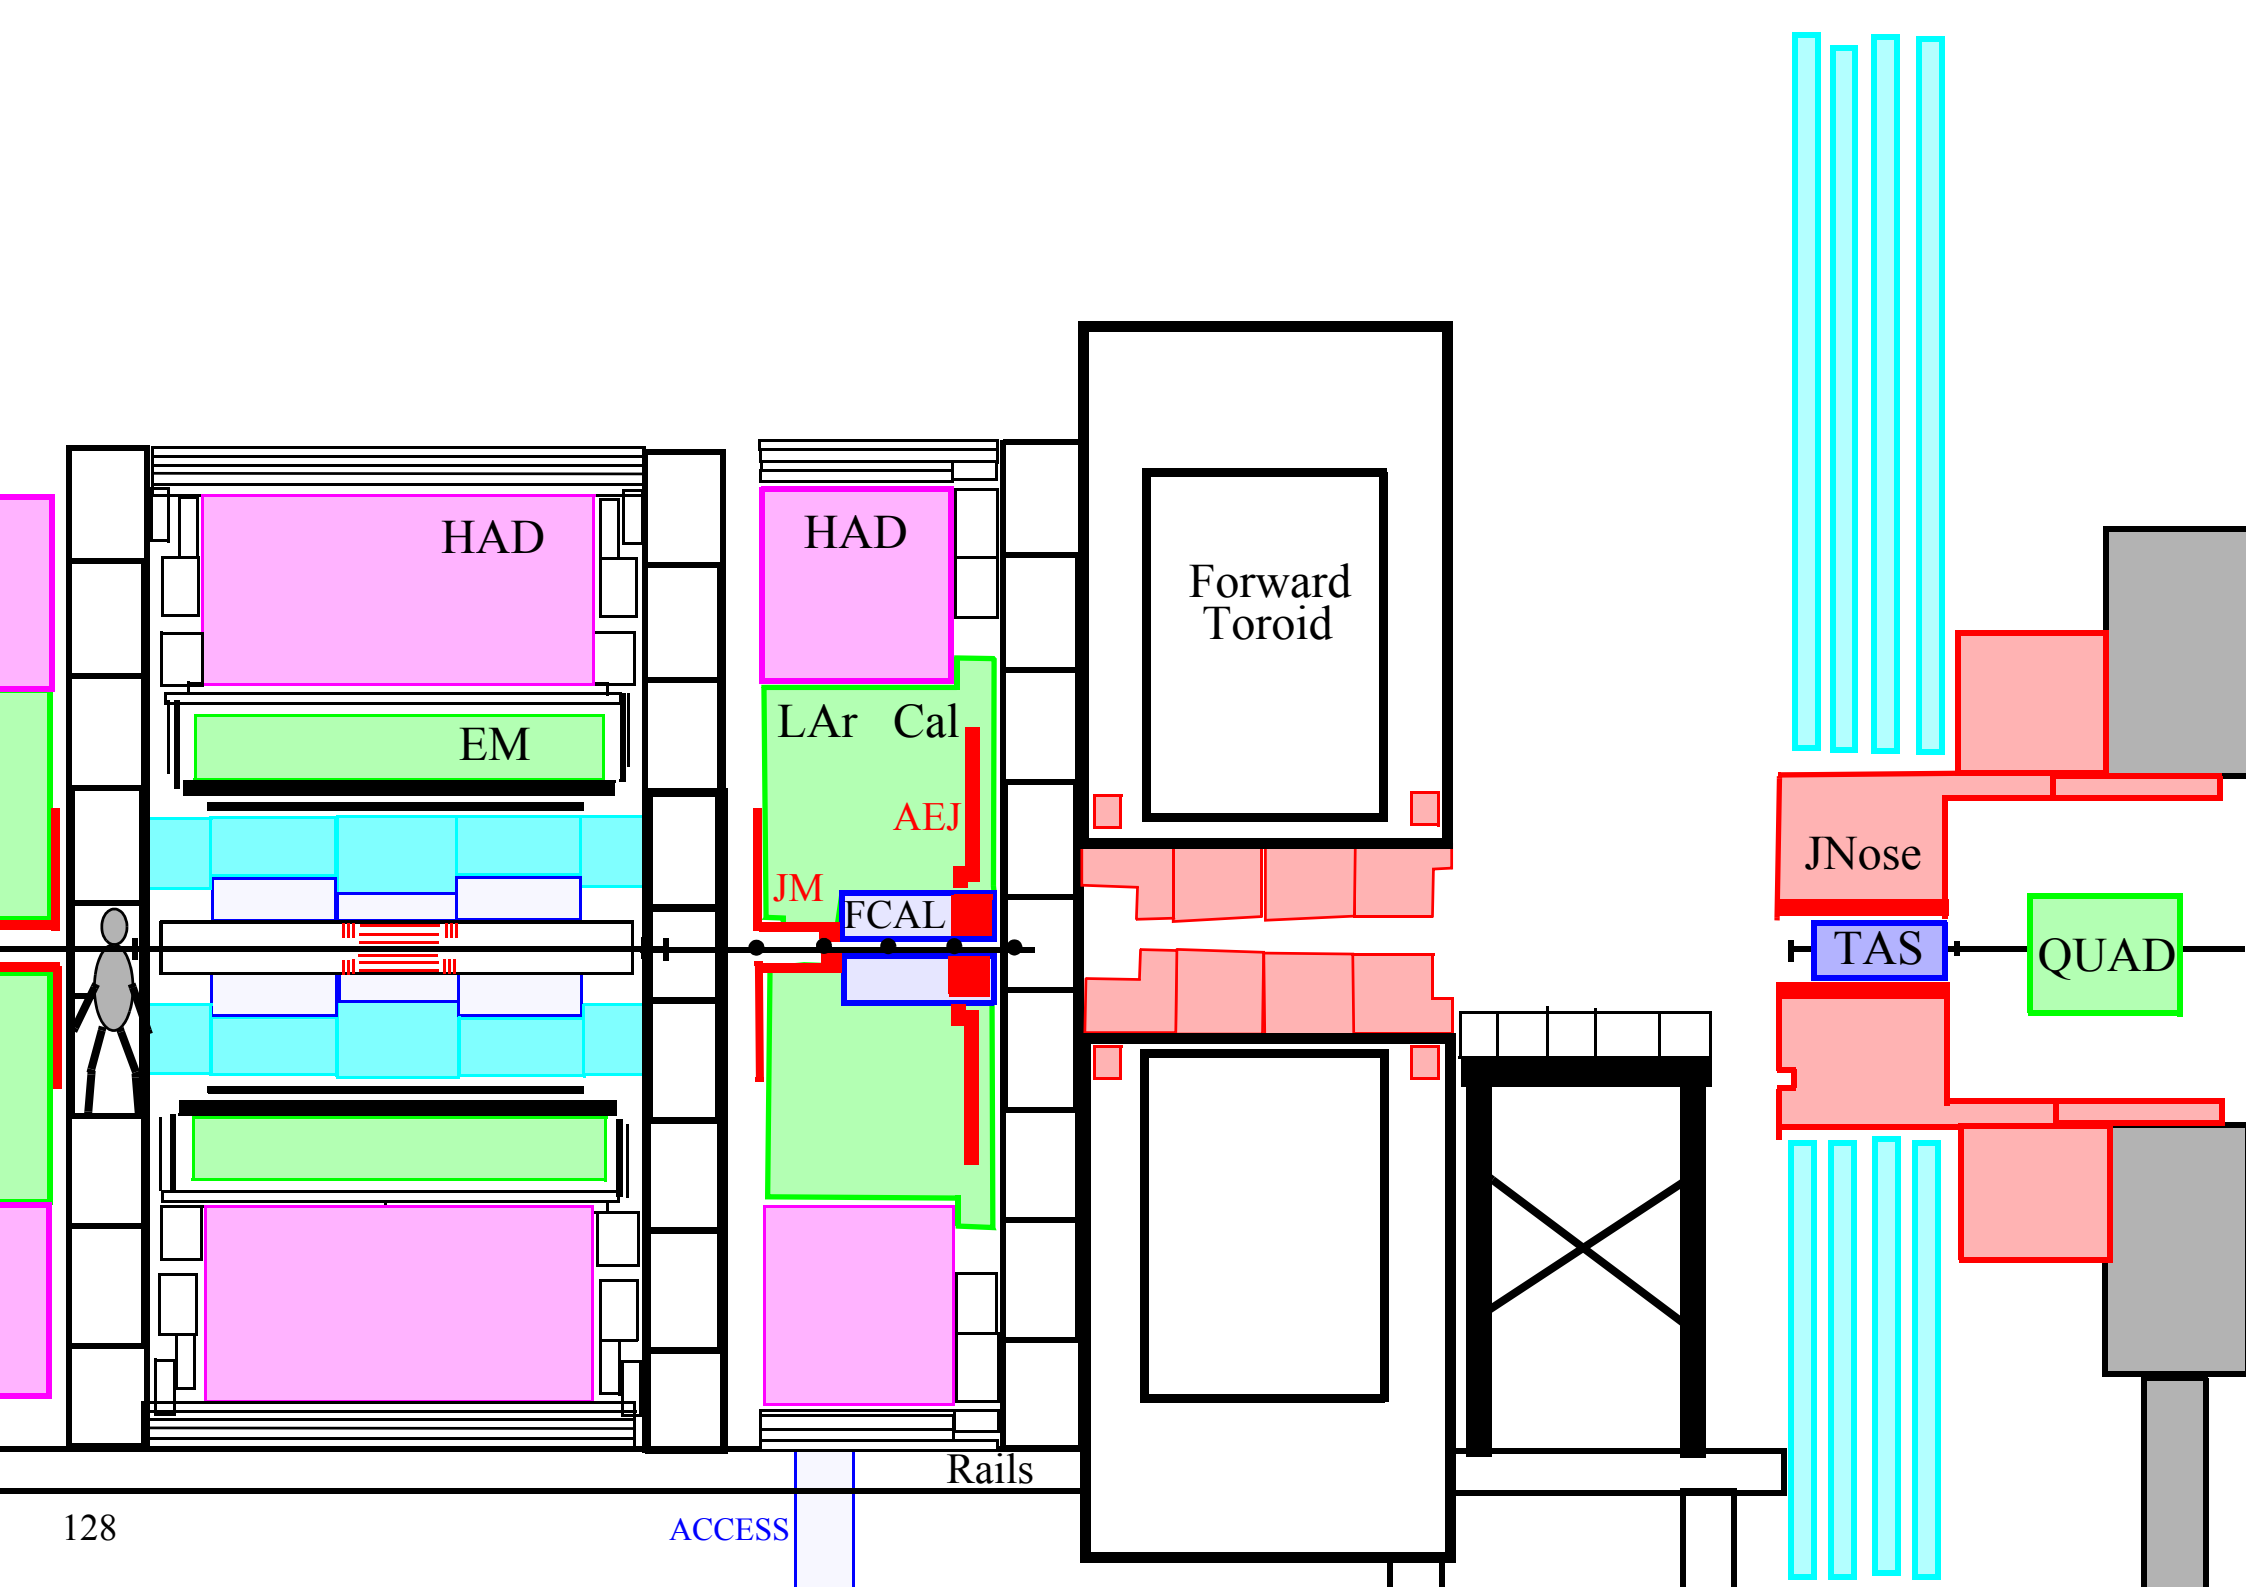 HAD
HAD
Forward
Toroid
LAr Cal
EM
AEJ
JNose
JM
FCAL
TAS
QUAD
Rails
128
ACCESS